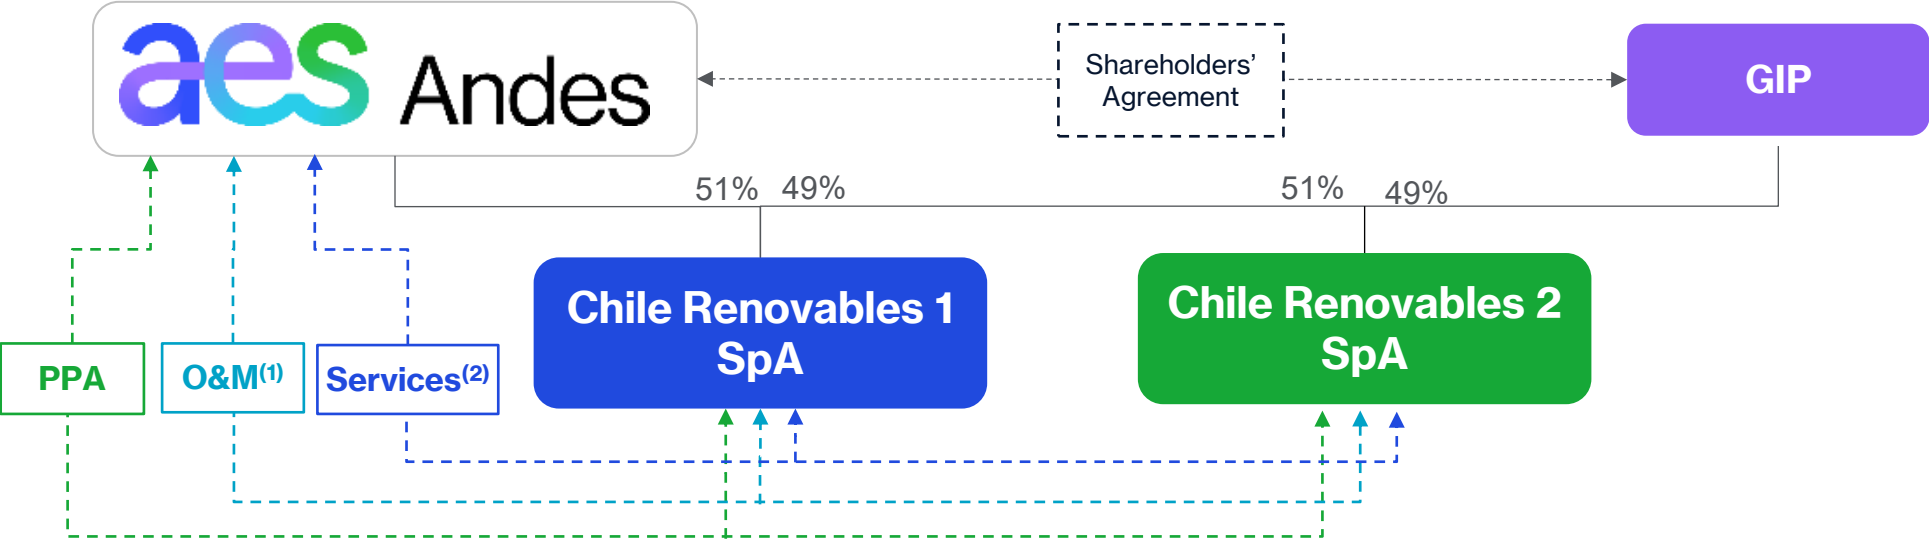 aes Andes
Shareholders’
Agreement
GIP
51% 49%
51% 49%
Chile Renovables 1
SpA
Chile Renovables 2
SpA
PPA
O&M(1)
Services(2)